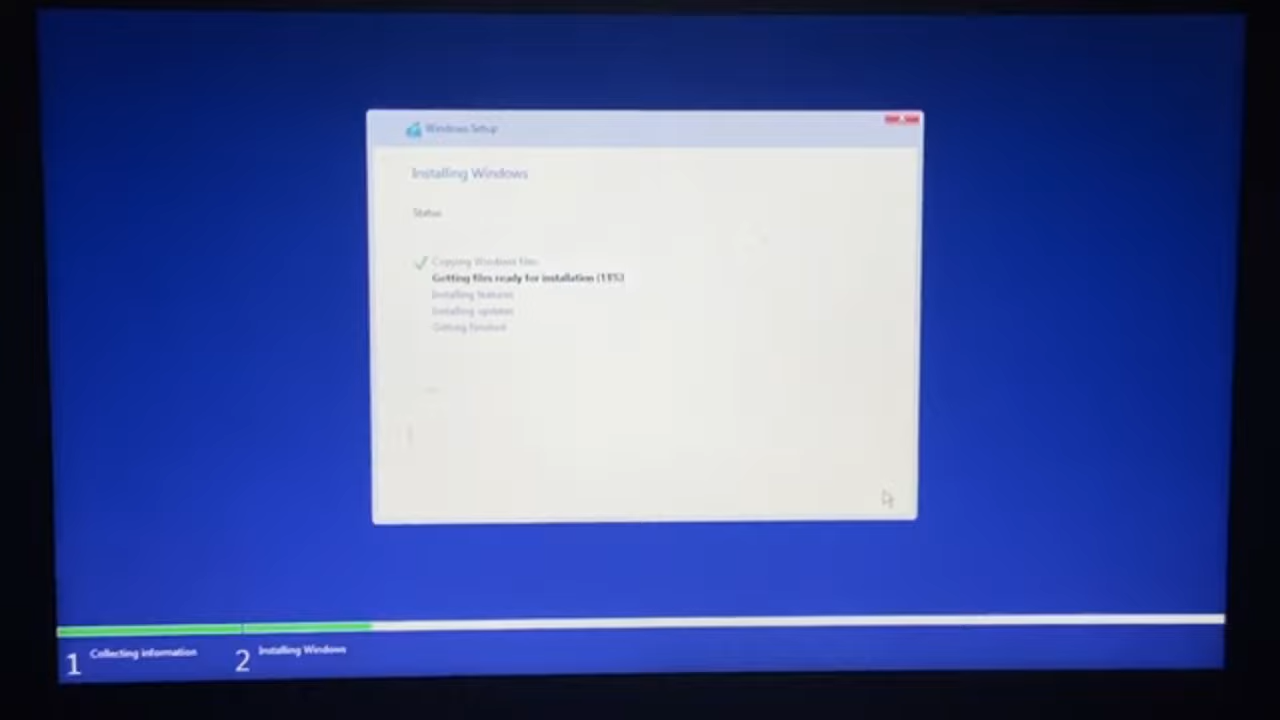 Windows Setup
Installing Windows
Status
Copying Windows files
Getting files ready for installation
Installing features
Installing updates
Getting finished
1 Collecting information
2 Installing Windows